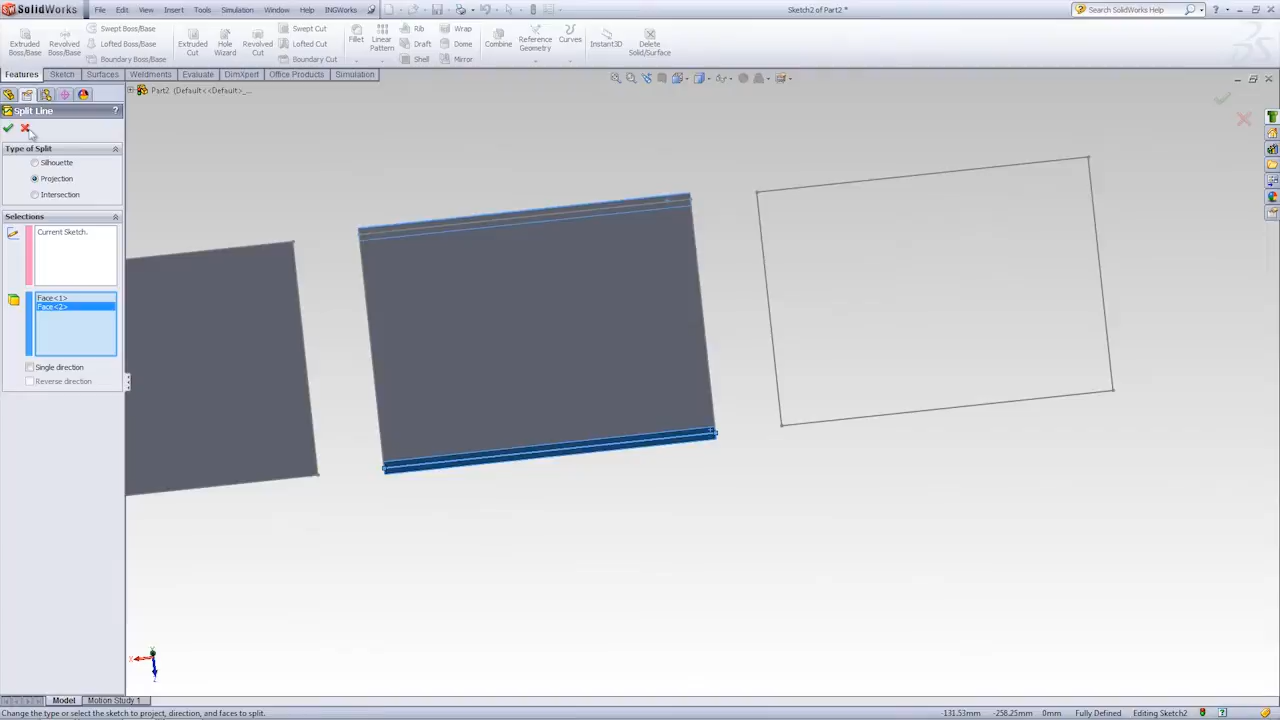 SolidWorks File Edit View Insert Tools Simulation Window Help INGWorks Sketch2 of Part2 * Search SolidWorks Help
Extruded Boss/Base
Revolved Boss/Base
Swept Boss/Base
Lofted Boss/Base
Boundary Boss/Base
Extruded Cut
Hole Wizard
Revolved Cut
Swept Cut
Lofted Cut
Boundary Cut
Fillet
Linear Pattern
Rib
Draft
Shell
Wrap
Dome
Mirror
Combine
Reference Geometry
Curves
Instant3D
Delete Solid/Surface
Features Sketch Surfaces Weldments Evaluate DimXpert Office Products Simulation
Part2 (Default<<Default>_...
Split Line ?
Type of Split
Silhouette
Projection
Intersection
Selections
Current Sketch.
Face<1>
Face<2>
Single direction
Reverse direction
Model Motion Study 1
Change the type or select the sketch to project, direction, and faces to split. -131.53mm -258.25mm 0mm Fully Defined Editing Sketch2